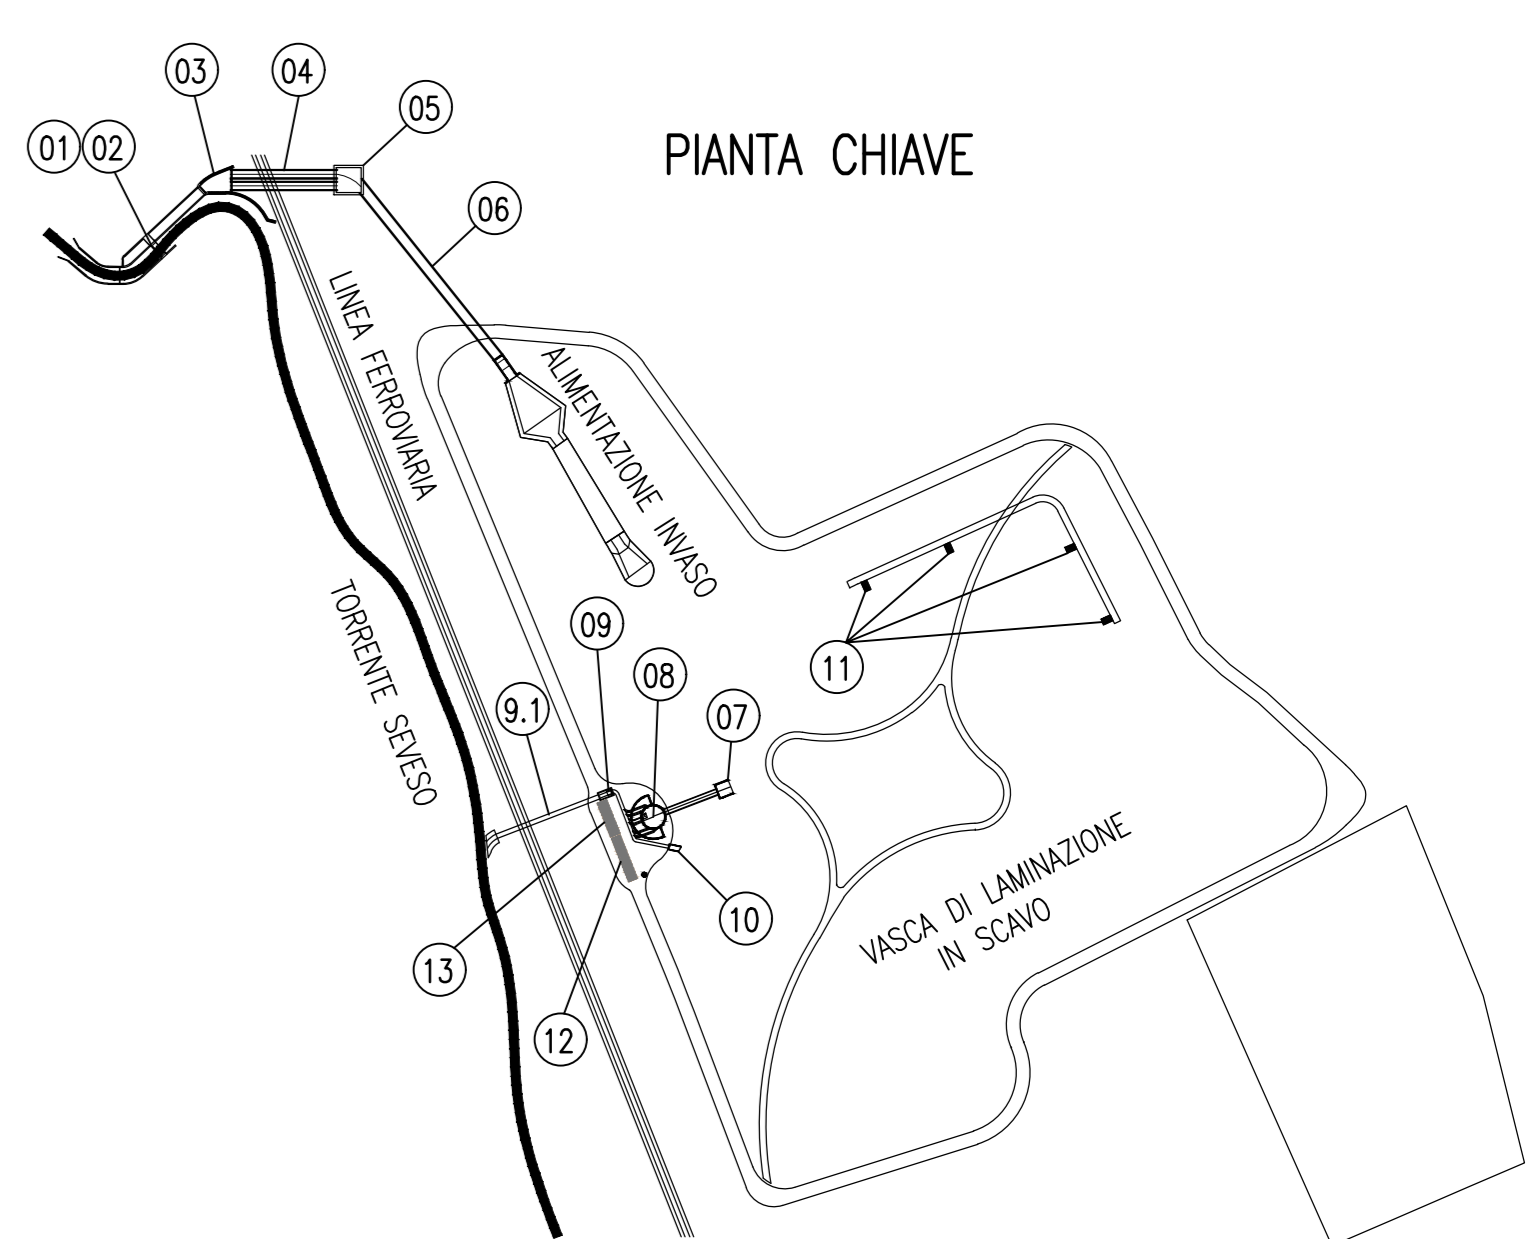 PIANTA CHIAVE
03
04
05
01
02
06
LINEA FERROVIARIA
ALIMENTAZIONE INVASO
TORRENTE SEVESO
09
08
11
9.1
07
VASCA DI LAMINAZIONE
IN SCAVO
10
13
12